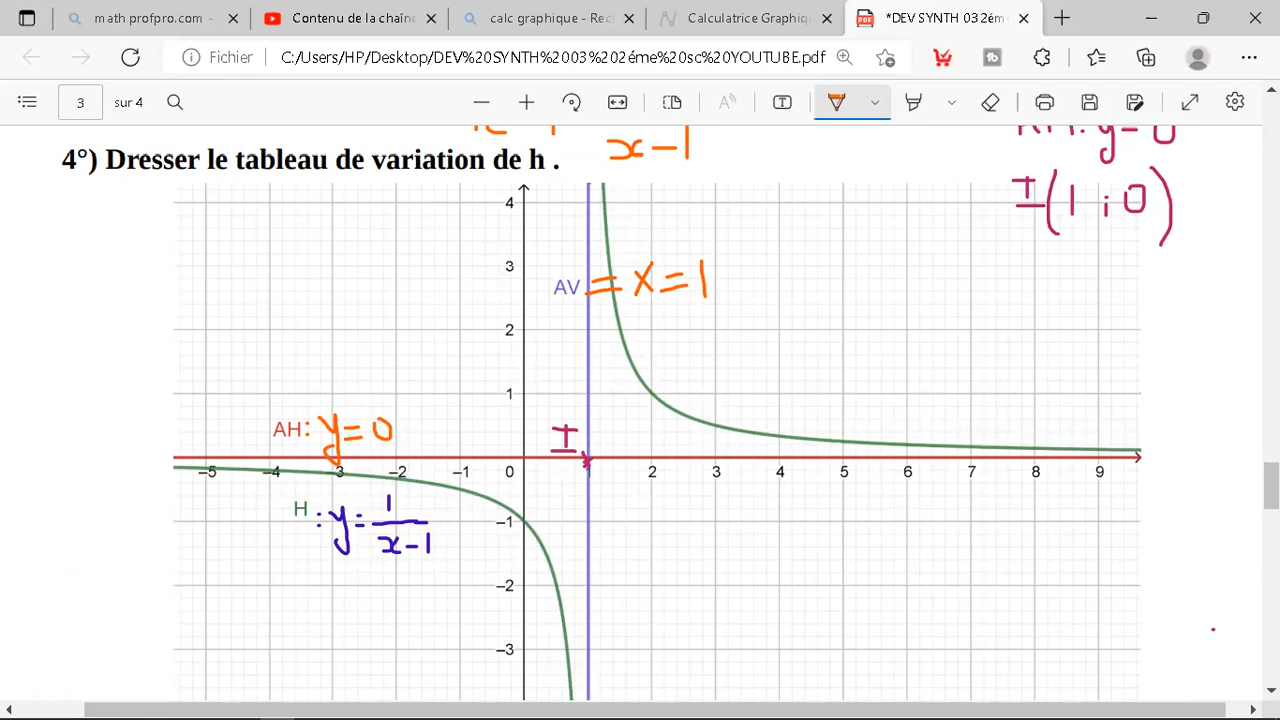 math profoky.com -
Contenu de la chaîne
calc graphique - Re
Calculatrice Graphiq
*DEV SYNTH 03 2ém
Fichier
C:/Users/HP/Desktop/DEV%20SYNTH%2003%202éme%20sc%20YOUTUBE.pdf
3 sur 4
x-1
y= 0
4°) Dresser le tableau de variation de h .
I(1 ; 0)
4
3
AV = x=1
2
1
AH: y=0
I
-5 -4 -3 -2 -1 0 1 2 3 4 5 6 7 8 9
H : y= 1
x-1
-1
-2
-3